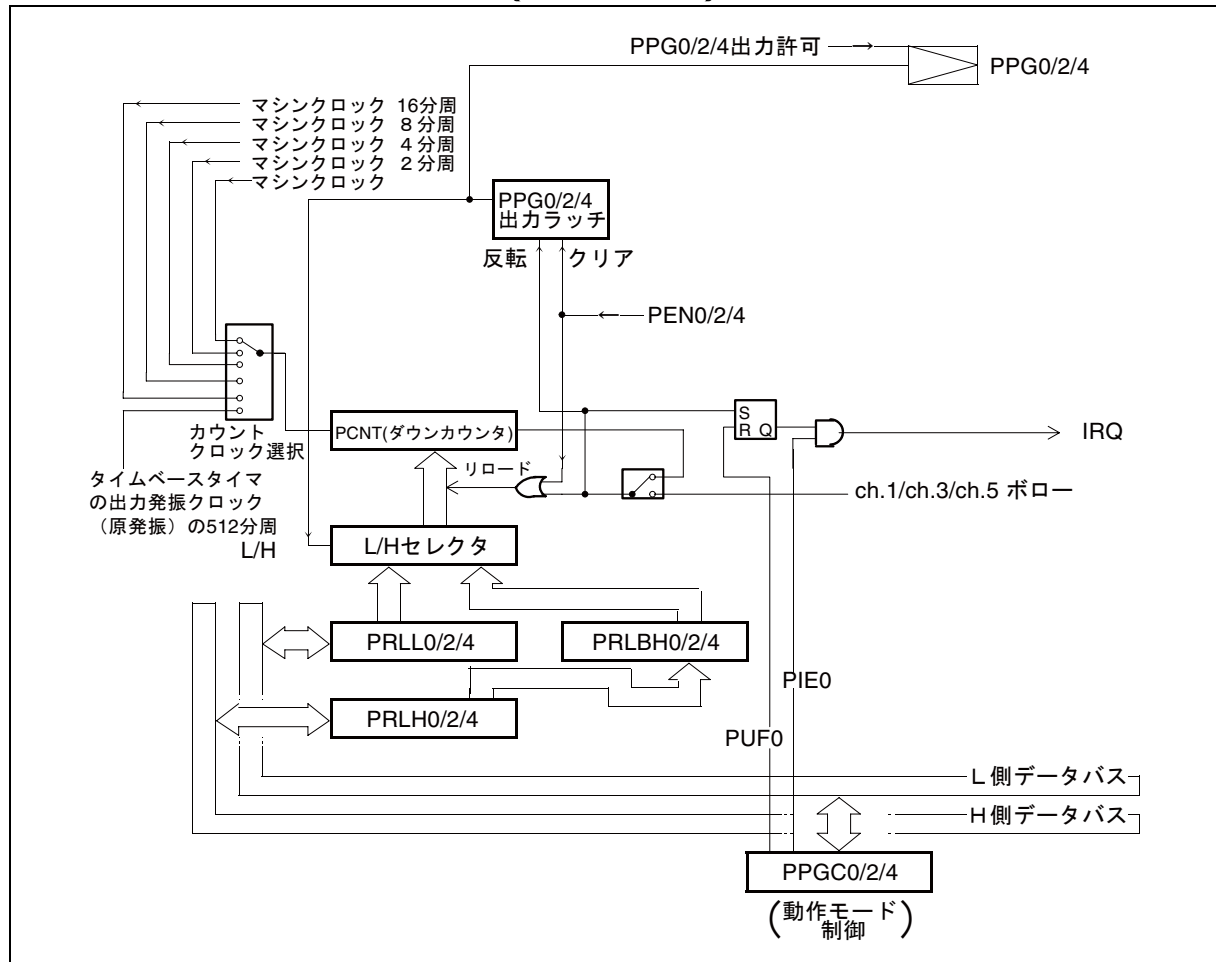 PPG0/2/4出力許可
PPG0/2/4
マシンクロック 16分周
マシンクロック 8分周
マシンクロック 4分周
マシンクロック 2分周
マシンクロック
PPG0/2/4
出力ラッチ
反転
クリア
PEN0/2/4
カウント
クロック選択
PCNT(ダウンカウンタ)
S
R Q
IRQ
リロード
ch.1/ch.3/ch.5 ボロー
タイムベースタイマ
の出力発振クロック
（原発振）の512分周
L/H
L/Hセレクタ
PRLL0/2/4
PRLBH0/2/4
PIE0
PRLH0/2/4
PUF0
L側データバス
H側データバス
PPGC0/2/4
(動作モード
制御)